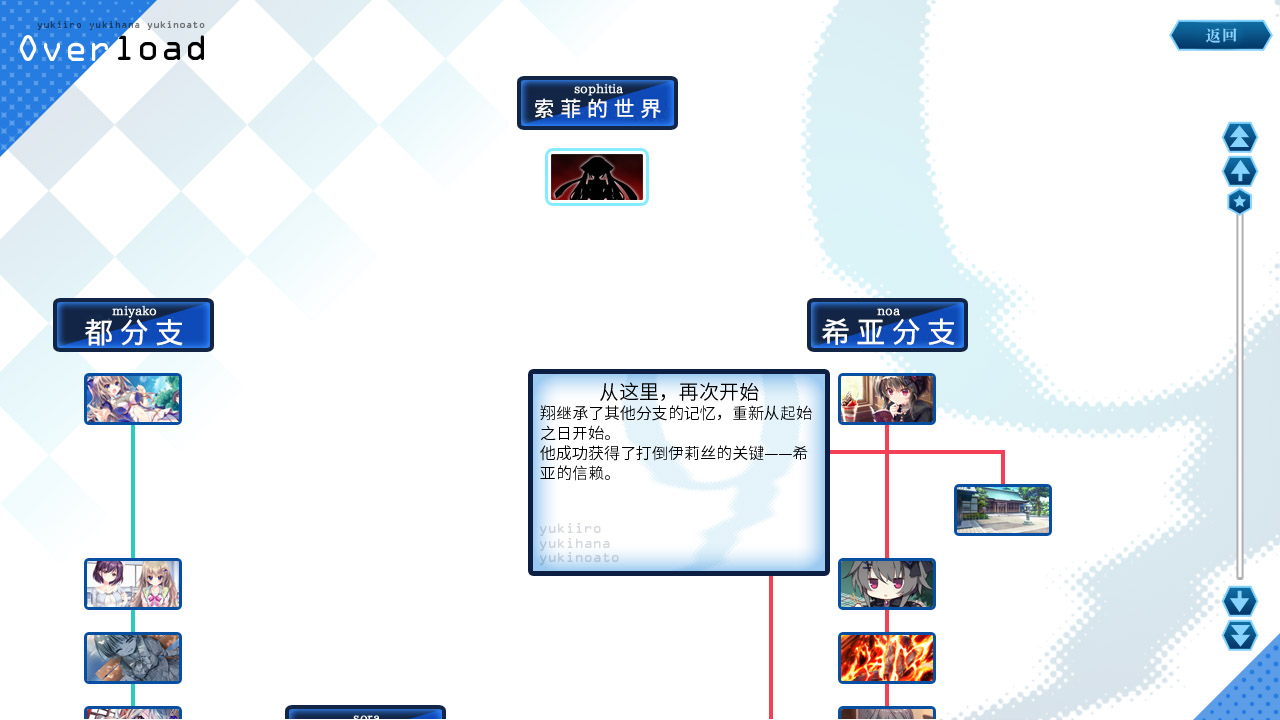 yukiiro yukihana yukinoato
Overload
返回
sophitia
索菲的世界
miyako
都分支
noa
希亚分支
从这里，再次开始
翔继承了其他分支的记忆，重新从起始
之日开始。
他成功获得了打倒伊莉丝的关键——希
亚的信赖。
yukiiro
yukihana
yukinoato
sora